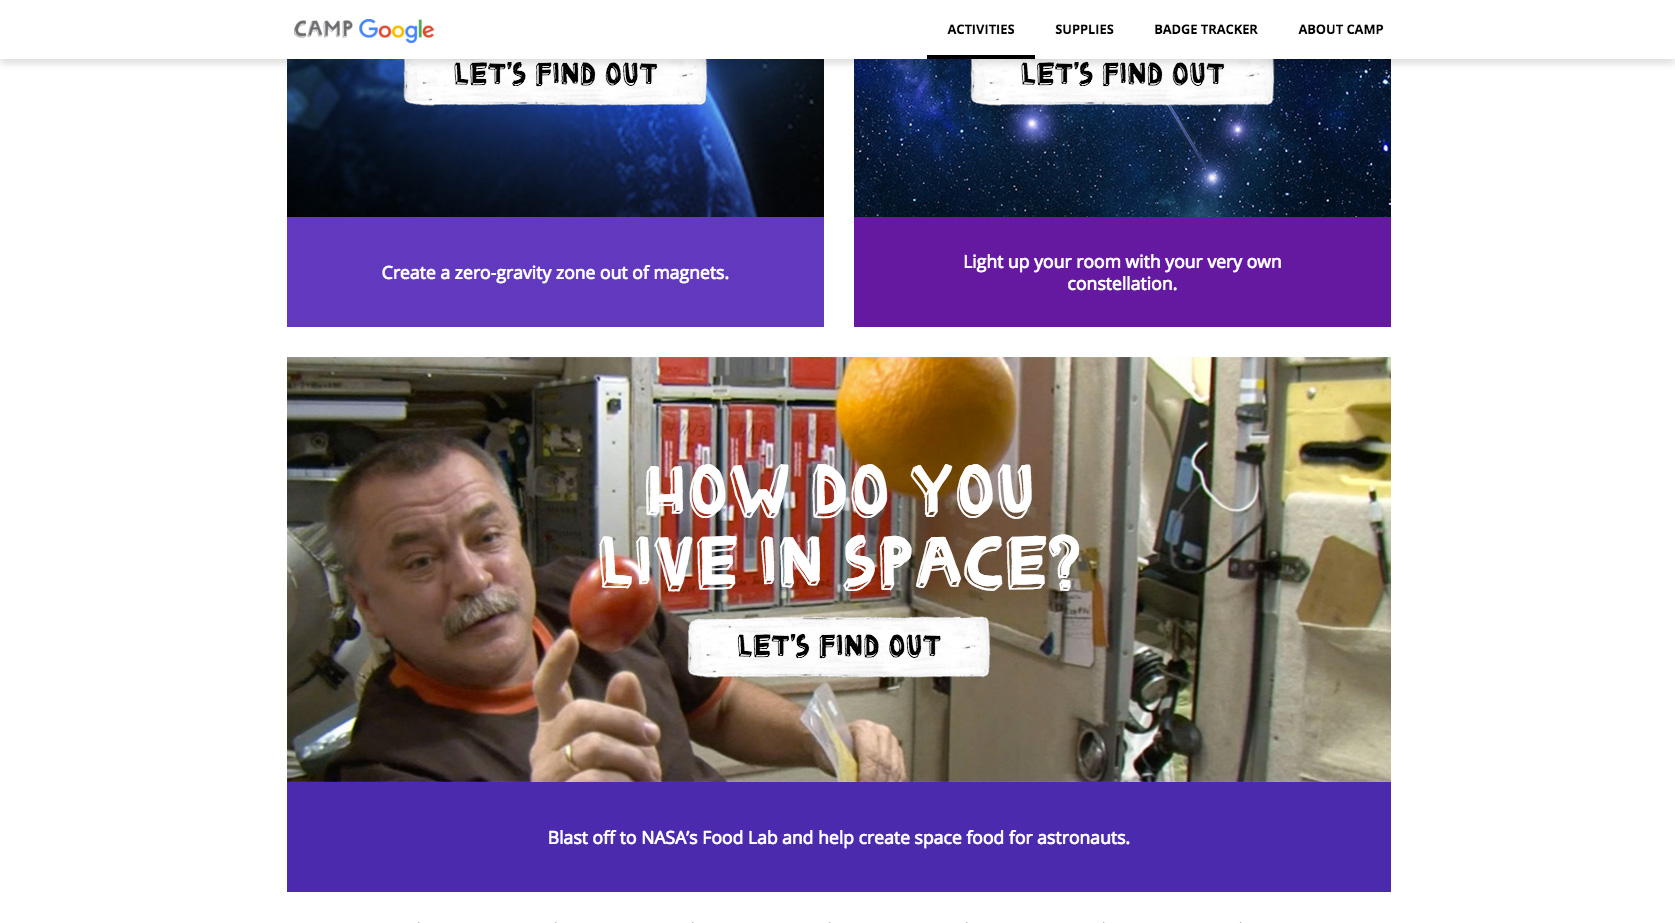 CAMP Google
ACTIVITIES
SUPPLIES
BADGE TRACKER
ABOUT CAMP
LET'S FIND OUT
LET'S FIND OUT
Create a zero-gravity zone out of magnets.
Light up your room with your very own
constellation.
HOW DO YOU
LIVE IN SPACE?
LET'S FIND OUT
Blast off to NASA’s Food Lab and help create space food for astronauts.